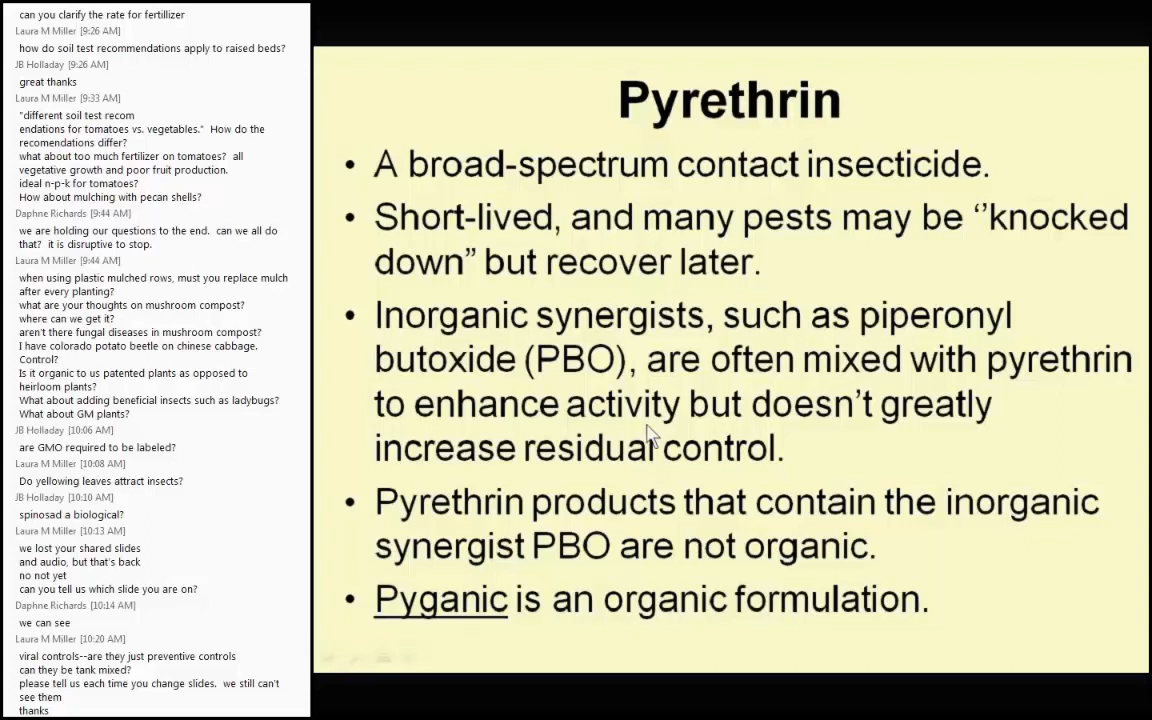 can you clarify the rate for fertillizer
Laura M Miller [9:26 AM]
how do soil test recommendations apply to raised beds?
JB Holladay [9:26 AM]
great thanks
Laura M Miller [9:33 AM]
"different soil test recom
endations for tomatoes vs. vegetables." How do the
recomendations differ?
what about too much fertilizer on tomatoes? all
vegetative growth and poor fruit production.
ideal n-p-k for tomatoes?
How about mulching with pecan shells?
Daphne Richards [9:44 AM]
we are holding our questions to the end. can we all do
that? it is disruptive to stop.
Laura M Miller [9:44 AM]
when using plastic mulched rows, must you replace mulch
after every planting?
what are your thoughts on mushroom compost?
where can we get it?
aren't there fungal diseases in mushroom compost?
I have colorado potato beetle on chinese cabbage.
Control?
Is it organic to us patented plants as opposed to
heirloom plants?
What about adding beneficial insects such as ladybugs?
What about GM plants?
JB Holladay [10:06 AM]
are GMO required to be labeled?
Laura M Miller [10:08 AM]
Do yellowing leaves attract insects?
JB Holladay [10:10 AM]
spinosad a biological?
Laura M Miller [10:13 AM]
we lost your shared slides
and audio, but that's back
no not yet
can you tell us which slide you are on?
Daphne Richards [10:14 AM]
we can see
Laura M Miller [10:20 AM]
viral controls--are they just preventive controls
can they be tank mixed?
please tell us each time you change slides. we still can't
see them
thanks
Pyrethrin
• A broad-spectrum contact insecticide.
• Short-lived, and many pests may be ‘’knocked
down” but recover later.
• Inorganic synergists, such as piperonyl
butoxide (PBO), are often mixed with pyrethrin
to enhance activity but doesn’t greatly
increase residual control.
• Pyrethrin products that contain the inorganic
synergist PBO are not organic.
• Pyganic is an organic formulation.